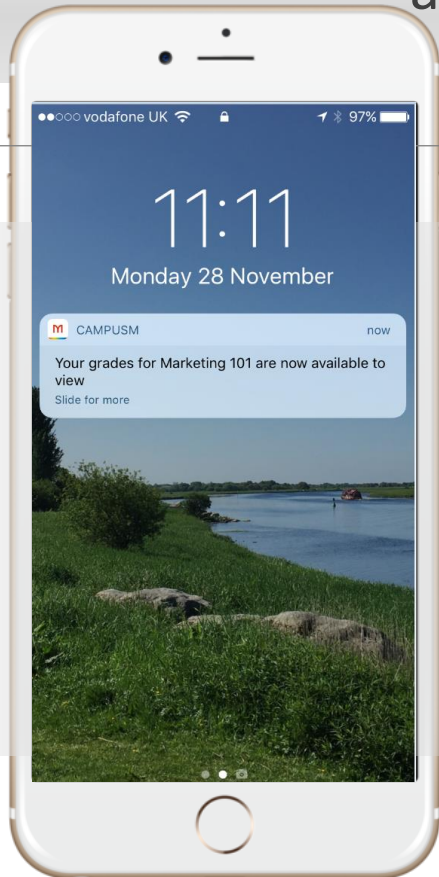 vodafone UK
97%
11:11
Monday 28 November
CAMPUSM
now
Your grades for Marketing 101 are now available to
view
Slide for more